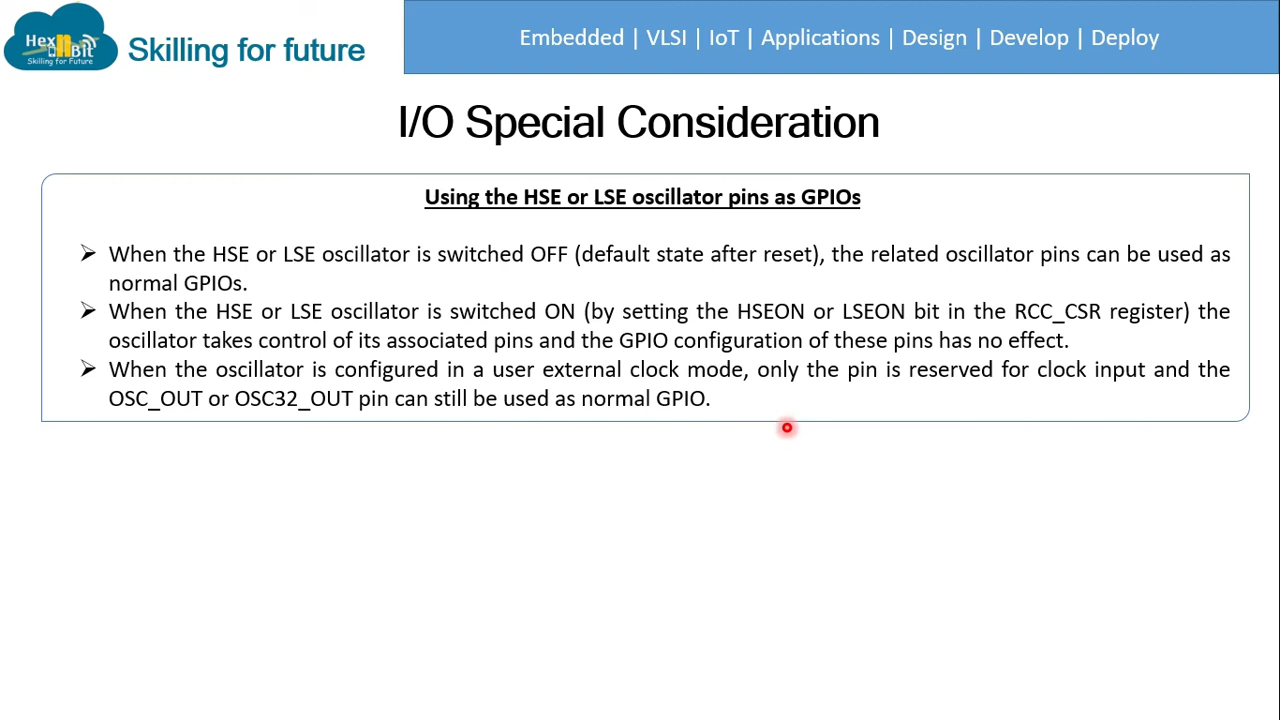 Hex Bit
Skilling for Future
Skilling for future
Embedded | VLSI | IoT | Applications | Design | Develop | Deploy
I/O Special Consideration
Using the HSE or LSE oscillator pins as GPIOs
➢ When the HSE or LSE oscillator is switched OFF (default state after reset), the related oscillator pins can be used as
normal GPIOs.
➢ When the HSE or LSE oscillator is switched ON (by setting the HSEON or LSEON bit in the RCC_CSR register) the
oscillator takes control of its associated pins and the GPIO configuration of these pins has no effect.
➢ When the oscillator is configured in a user external clock mode, only the pin is reserved for clock input and the
OSC_OUT or OSC32_OUT pin can still be used as normal GPIO.